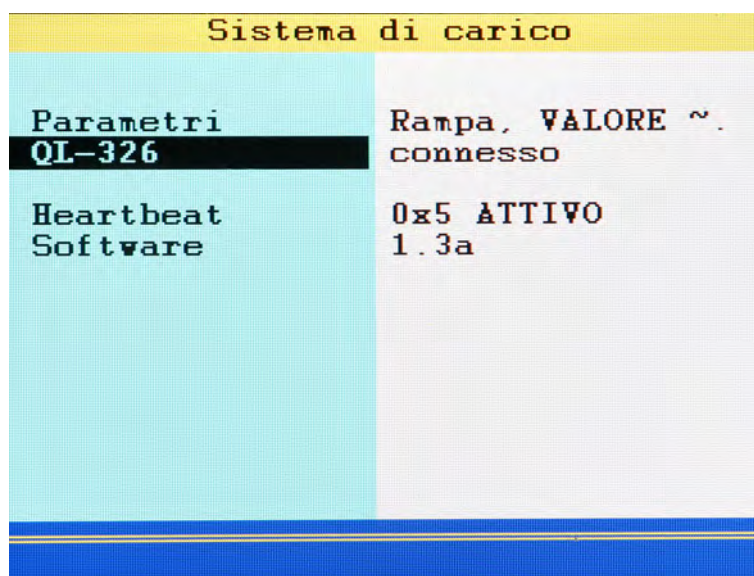 Sistema di carico
Parametri Rampa, VALORE ~.
QL-326 connesso
Heartbeat 0x5 ATTIVO
Software 1.3a